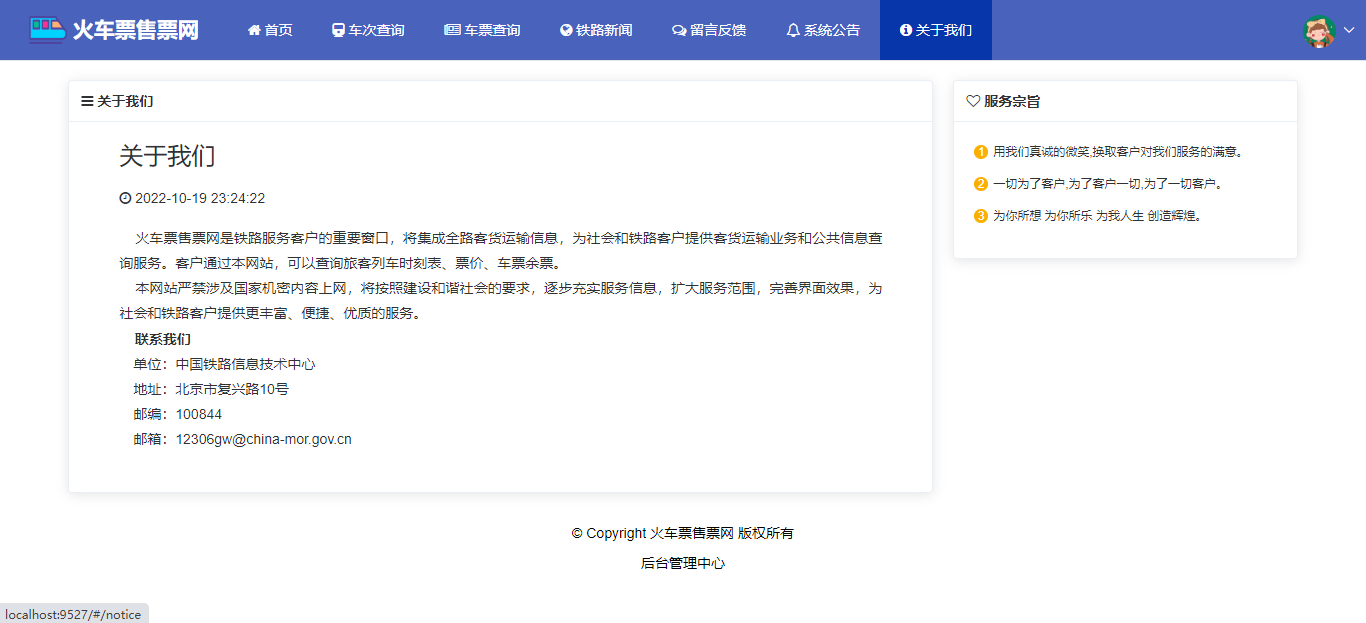 火车票售票网 首页 车次查询 车票查询 铁路新闻 留言反馈 系统公告 关于我们
关于我们
关于我们
2022-10-19 23:24:22
火车票售票网是铁路服务客户的重要窗口，将集成全路客货运输信息，为社会和铁路客户提供客货运输业务和公共信息查
询服务。客户通过本网站，可以查询旅客列车时刻表、票价、车票余票。
本网站严禁涉及国家机密内容上网，将按照建设和谐社会的要求，逐步充实服务信息，扩大服务范围，完善界面效果，为
社会和铁路客户提供更丰富、便捷、优质的服务。
联系我们
单位：中国铁路信息技术中心
地址：北京市复兴路10号
邮编：100844
邮箱：12306gw@china-mor.gov.cn
服务宗旨
1 用我们真诚的微笑,换取客户对我们服务的满意。
2 一切为了客户,为了客户一切,为了一切客户。
3 为你所想 为你所乐 为我人生 创造辉煌。
© Copyright 火车票售票网 版权所有
后台管理中心
localhost:9527/#/notice